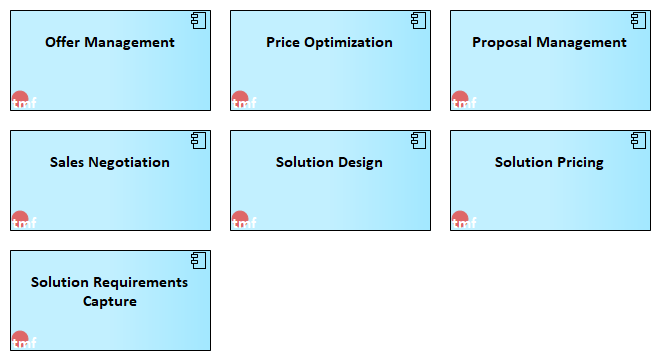 Offer Management
tmf
Price Optimization
tmf
Proposal Management
tmf
Sales Negotiation
tmf
Solution Design
tmf
Solution Pricing
tmf
Solution Requirements
Capture
tmf